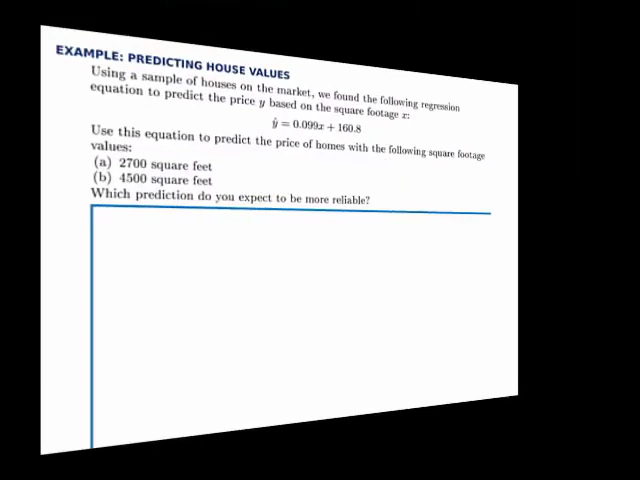 EXAMPLE: PREDICTING HOUSE VALUES
Using a sample of houses on the market, we found the following regression
equation to predict the price y based on the square footage x:
ŷ = 0.099x + 160.8
Use this equation to predict the price of homes with the following square footage
values:
(a) 2700 square feet
(b) 4500 square feet
Which prediction do you expect to be more reliable?